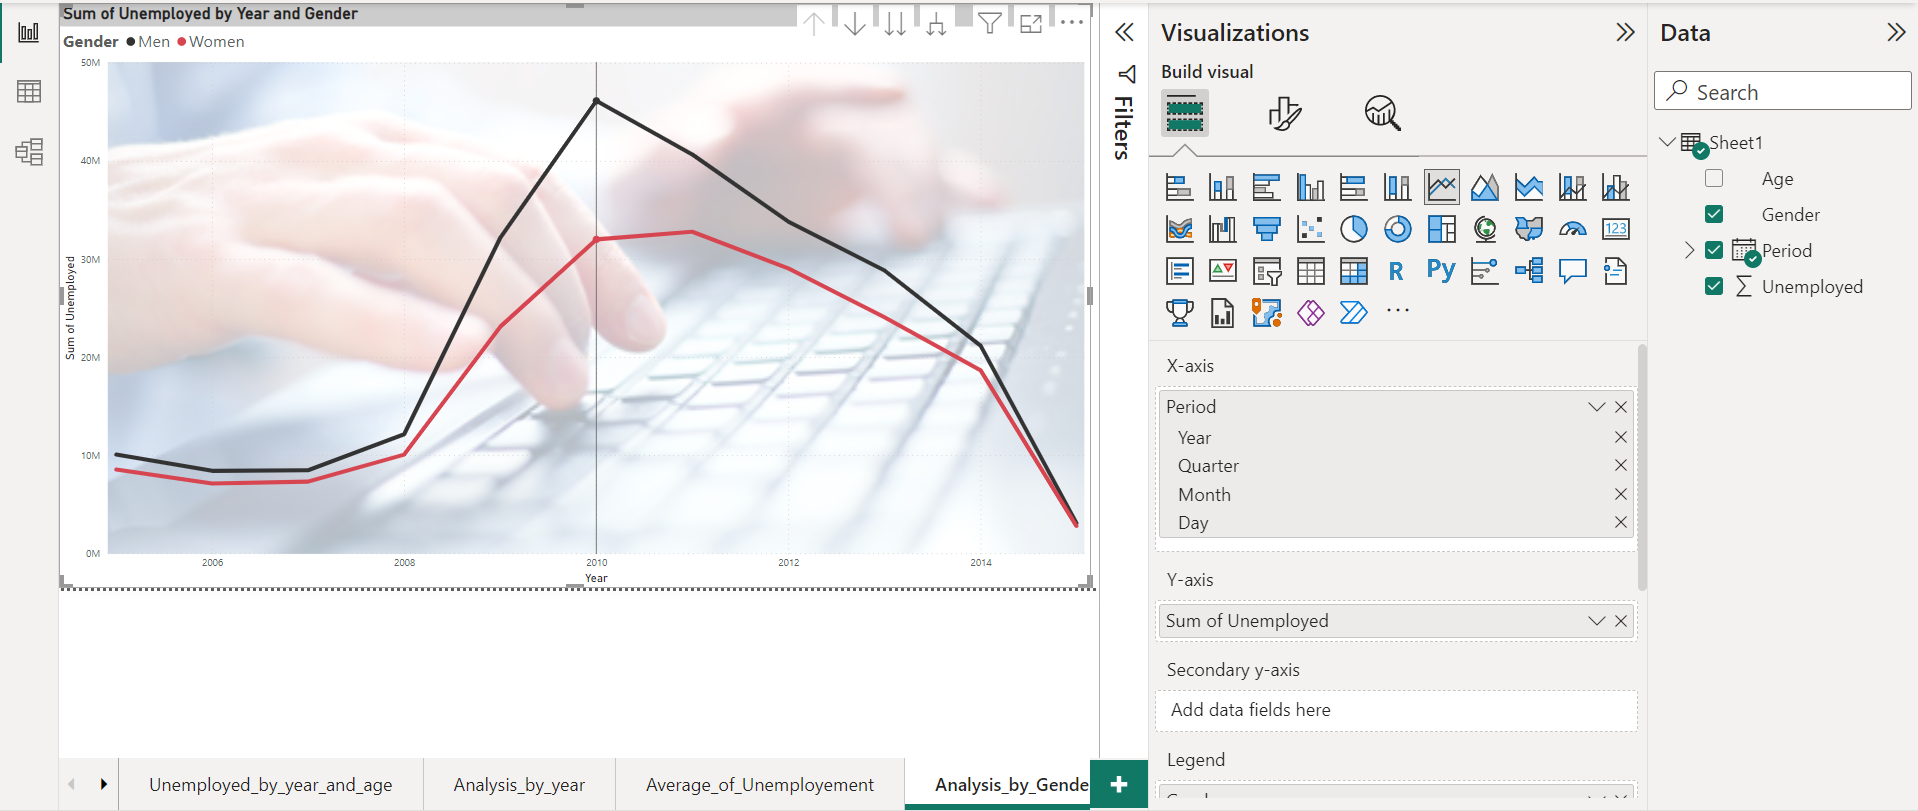 Sum of Unemployed by Year and Gender
Gender Men Women
50M
40M
30M
20M
10M
0M
Sum of Unemployed
2006 2008 2010 2012 2014
Year
Unemployed_by_year_and_age Analysis_by_year Average_of_Unemployement Analysis_by_Gende
Filters
Visualizations
Build visual
123
R Py
X-axis
Period
Year
Quarter
Month
Day
Y-axis
Sum of Unemployed
Secondary y-axis
Add data fields here
Legend
Data
Search
Sheet1
Age
Gender
Period
Unemployed